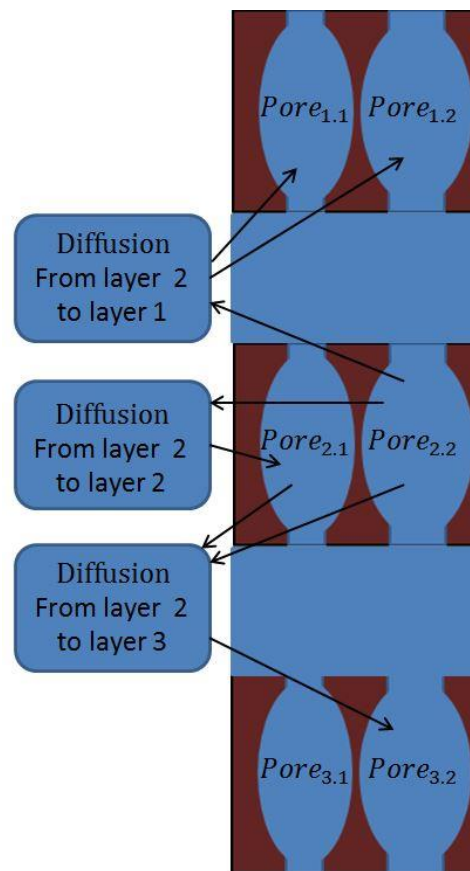 Pore₁.₁ Pore₁.₂
Diffusion
From layer 2
to layer 1
Diffusion
From layer 2
to layer 2
Pore₂.₁ Pore₂.₂
Diffusion
From layer 2
to layer 3
Pore₃.₁ Pore₃.₂